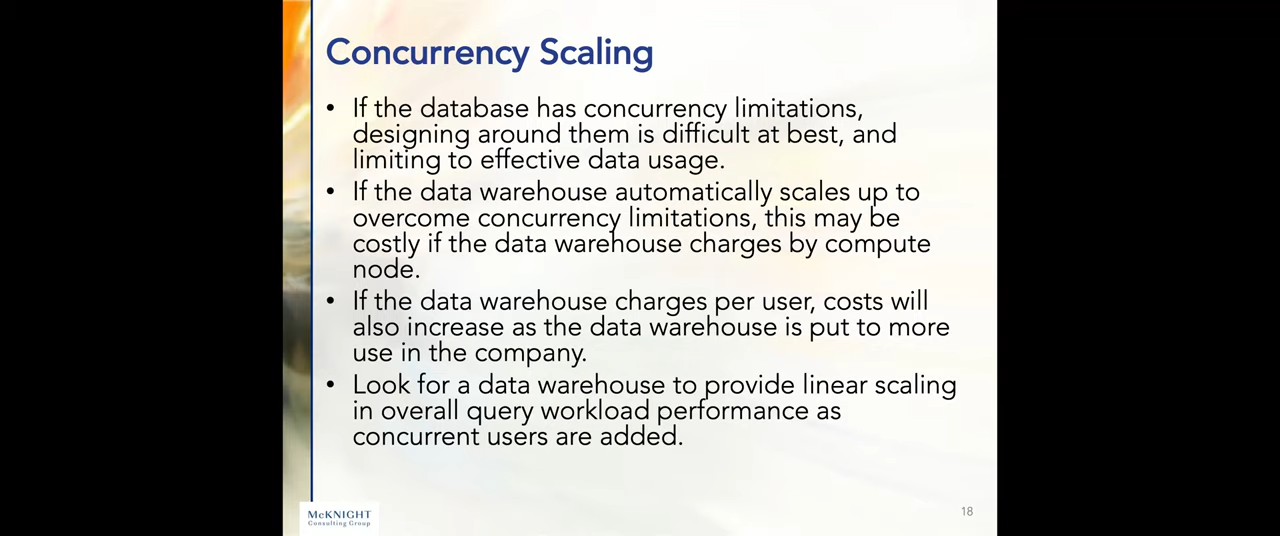 Concurrency Scaling
• If the database has concurrency limitations,
designing around them is difficult at best, and
limiting to effective data usage.
• If the data warehouse automatically scales up to
overcome concurrency limitations, this may be
costly if the data warehouse charges by compute
node.
• If the data warehouse charges per user, costs will
also increase as the data warehouse is put to more
use in the company.
• Look for a data warehouse to provide linear scaling
in overall query workload performance as
concurrent users are added.
McKNIGHT
Consulting Group
18